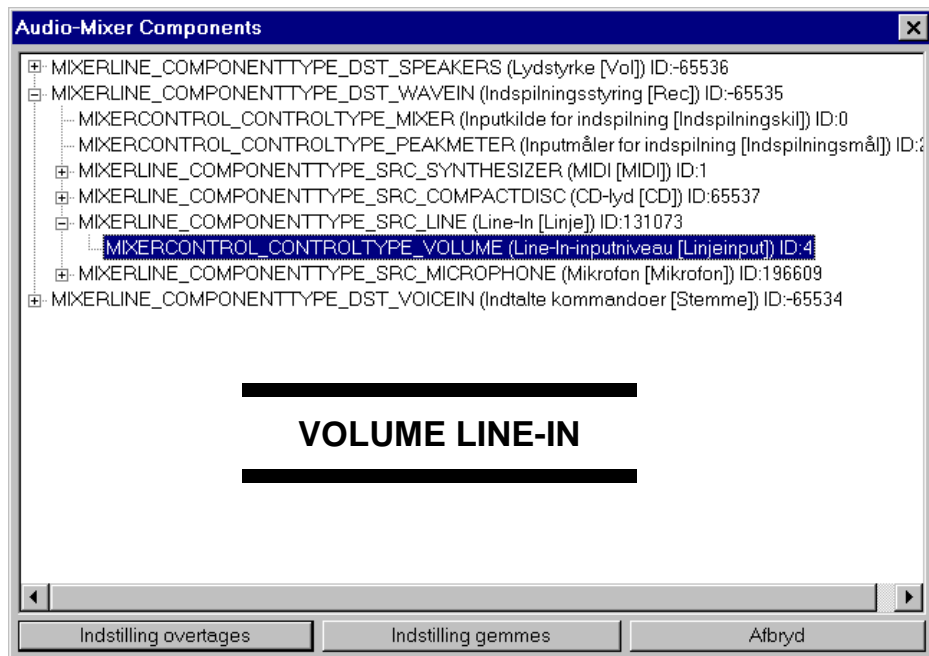 Audio-Mixer Components
MIXERLINE_COMPONENTTYPE_DST_SPEAKERS (Lydstyrke [Vol]) ID:-65536
MIXERLINE_COMPONENTTYPE_DST_WAVEIN (Indspilningsstyring [Rec]) ID:-65535
MIXERCONTROL_CONTROLTYPE_MIXER (Inputkilde for indspilning [Indspilningskil]) ID:0
MIXERCONTROL_CONTROLTYPE_PEAKMETER (Inputmåler for indspilning [Indspilningsmål]) ID:
MIXERLINE_COMPONENTTYPE_SRC_SYNTHESIZER (MIDI [MIDI]) ID:1
MIXERLINE_COMPONENTTYPE_SRC_COMPACTDISC (CD-lyd [CD]) ID:65537
MIXERLINE_COMPONENTTYPE_SRC_LINE (Line-In [Linje]) ID:131073
MIXERCONTROL_CONTROLTYPE_VOLUME (Line-In-inputniveau [Linjeinput]) ID:4
MIXERLINE_COMPONENTTYPE_SRC_MICROPHONE (Mikrofon [Mikrofon]) ID:196609
MIXERLINE_COMPONENTTYPE_DST_VOICEIN (Indtalte kommandoer [Stemme]) ID:-65534
VOLUME LINE-IN
Indstilling overtages
Indstilling gemmes
Afbryd